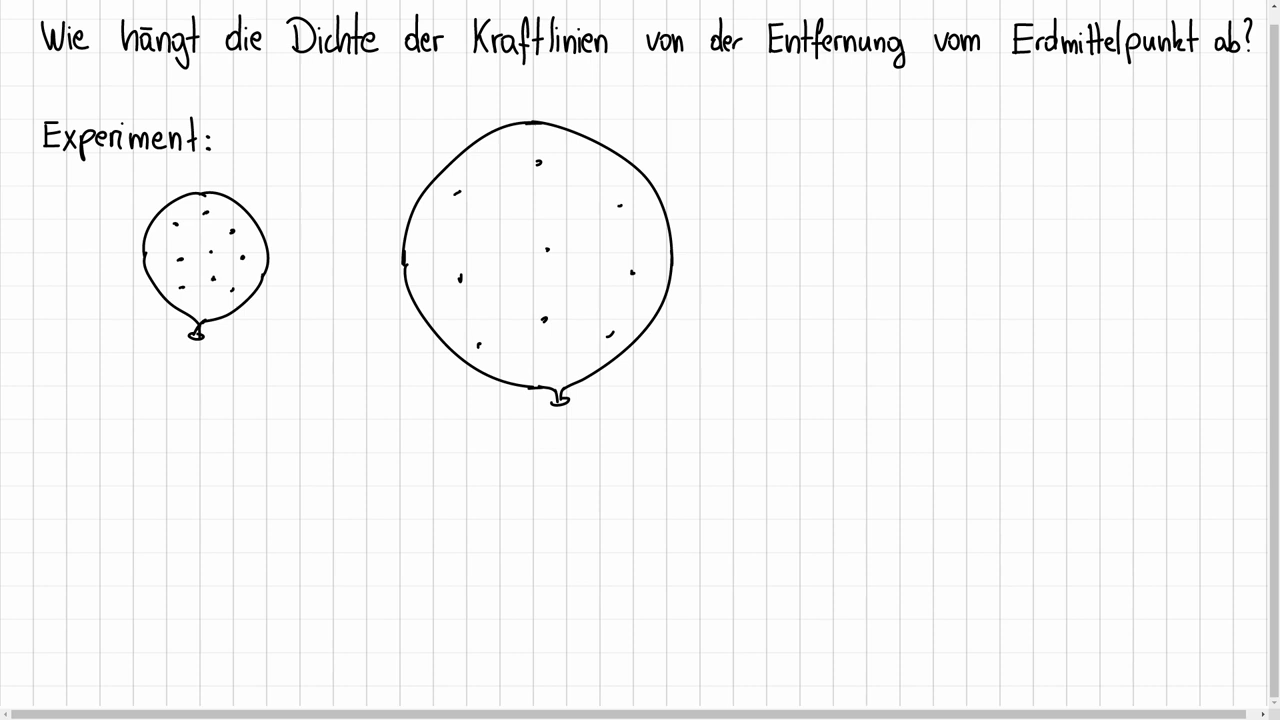 Wie hängt die Dichte der Kraftlinien von der Entfernung vom Erdmittelpunkt ab?
Experiment: